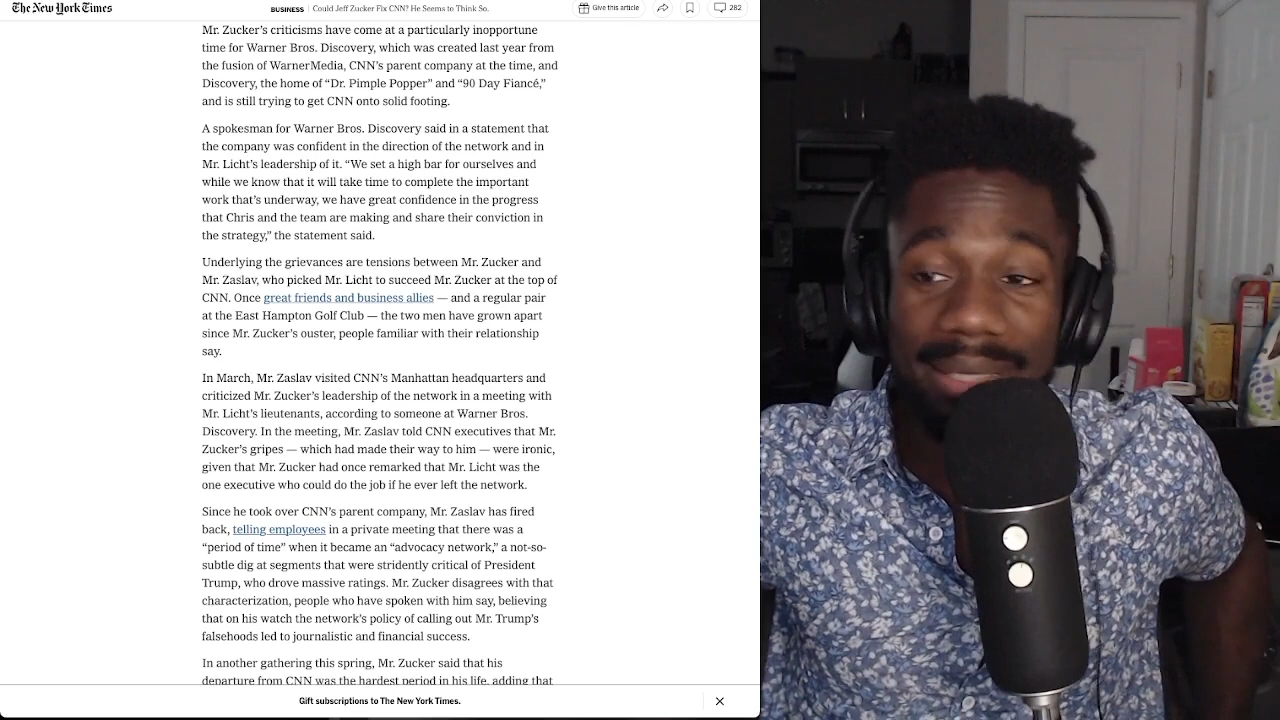 The New York Times
BUSINESS | Could Jeff Zucker Fix CNN? He Seems to Think So.
Give this article
282
Mr. Zucker’s criticisms have come at a particularly inopportune
time for Warner Bros. Discovery, which was created last year from
the fusion of WarnerMedia, CNN’s parent company at the time, and
Discovery, the home of “Dr. Pimple Popper” and “90 Day Fiancé,”
and is still trying to get CNN onto solid footing.
A spokesman for Warner Bros. Discovery said in a statement that
the company was confident in the direction of the network and in
Mr. Licht’s leadership of it. “We set a high bar for ourselves and
while we know that it will take time to complete the important
work that’s underway, we have great confidence in the progress
that Chris and the team are making and share their conviction in
the strategy,” the statement said.
Underlying the grievances are tensions between Mr. Zucker and
Mr. Zaslav, who picked Mr. Licht to succeed Mr. Zucker at the top of
CNN. Once great friends and business allies — and a regular pair
at the East Hampton Golf Club — the two men have grown apart
since Mr. Zucker’s ouster, people familiar with their relationship
say.
In March, Mr. Zaslav visited CNN’s Manhattan headquarters and
criticized Mr. Zucker’s leadership of the network in a meeting with
Mr. Licht’s lieutenants, according to someone at Warner Bros.
Discovery. In the meeting, Mr. Zaslav told CNN executives that Mr.
Zucker’s gripes — which had made their way to him — were ironic,
given that Mr. Zucker had once remarked that Mr. Licht was the
one executive who could do the job if he ever left the network.
Since he took over CNN’s parent company, Mr. Zaslav has fired
back, telling employees in a private meeting that there was a
“period of time” when it became an “advocacy network,” a not-so-
subtle dig at segments that were stridently critical of President
Trump, who drove massive ratings. Mr. Zucker disagrees with that
characterization, people who have spoken with him say, believing
that on his watch the network’s policy of calling out Mr. Trump’s
falsehoods led to journalistic and financial success.
In another gathering this spring, Mr. Zucker said that his
departure from CNN was the hardest period in his life, adding that
Gift subscriptions to The New York Times.